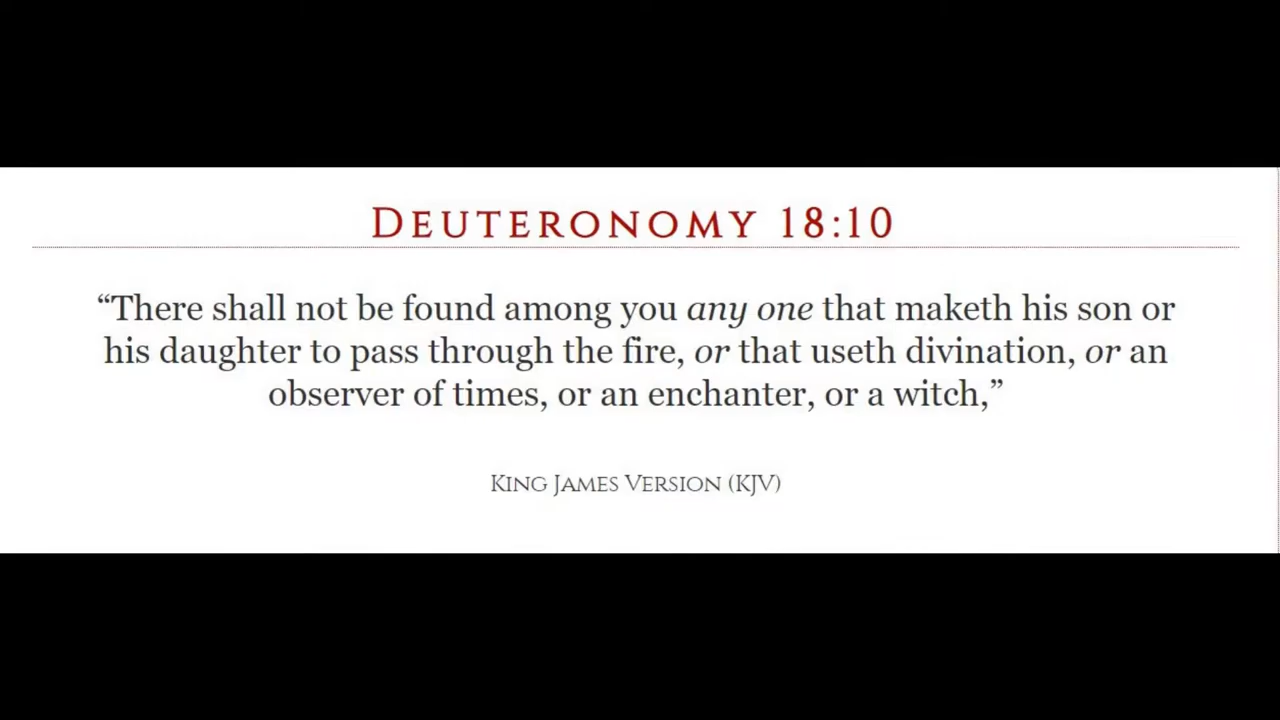 Deuteronomy 18:10
“There shall not be found among you any one that maketh his son or
his daughter to pass through the fire, or that useth divination, or an
observer of times, or an enchanter, or a witch,”
King James Version (KJV)